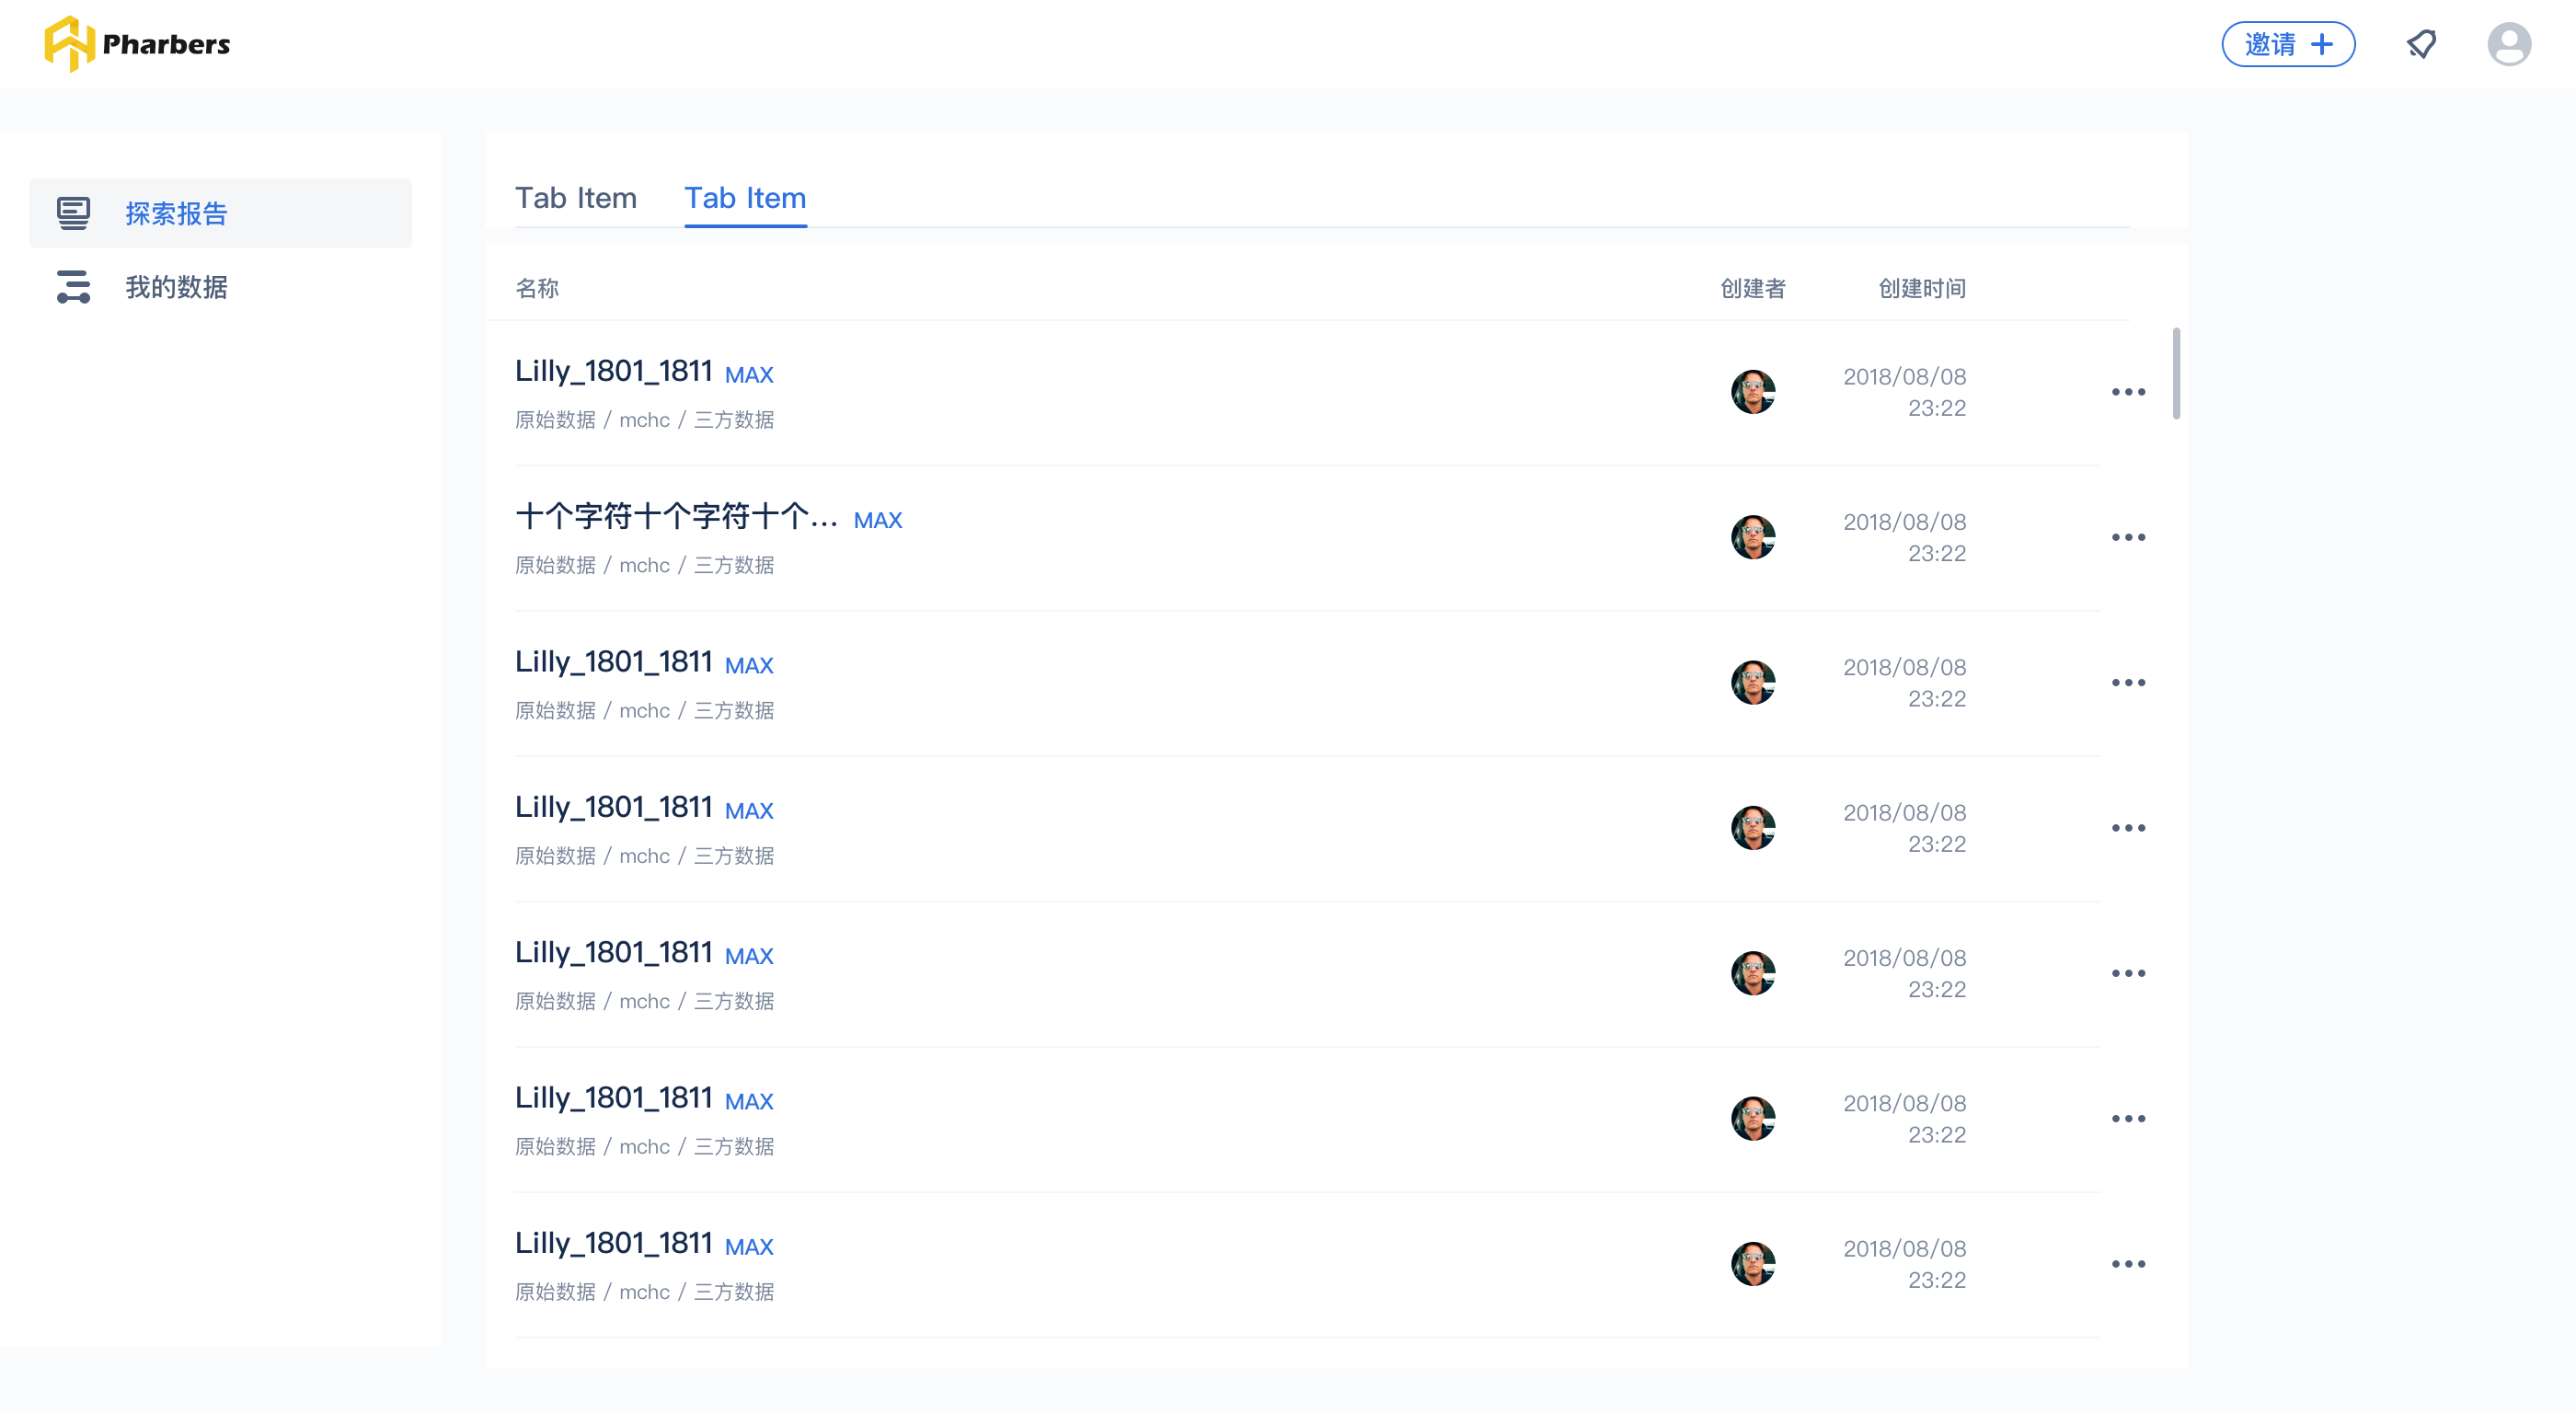 Pharbers
邀请
探索报告
我的数据
Tab Item Tab Item
名称 创建者 创建时间
Lilly_1801_1811 MAX
原始数据 / mchc / 三方数据
2018/08/08
23:22
十个字符十个字符十个... MAX
原始数据 / mchc / 三方数据
2018/08/08
23:22
Lilly_1801_1811 MAX
原始数据 / mchc / 三方数据
2018/08/08
23:22
Lilly_1801_1811 MAX
原始数据 / mchc / 三方数据
2018/08/08
23:22
Lilly_1801_1811 MAX
原始数据 / mchc / 三方数据
2018/08/08
23:22
Lilly_1801_1811 MAX
原始数据 / mchc / 三方数据
2018/08/08
23:22
Lilly_1801_1811 MAX
原始数据 / mchc / 三方数据
2018/08/08
23:22